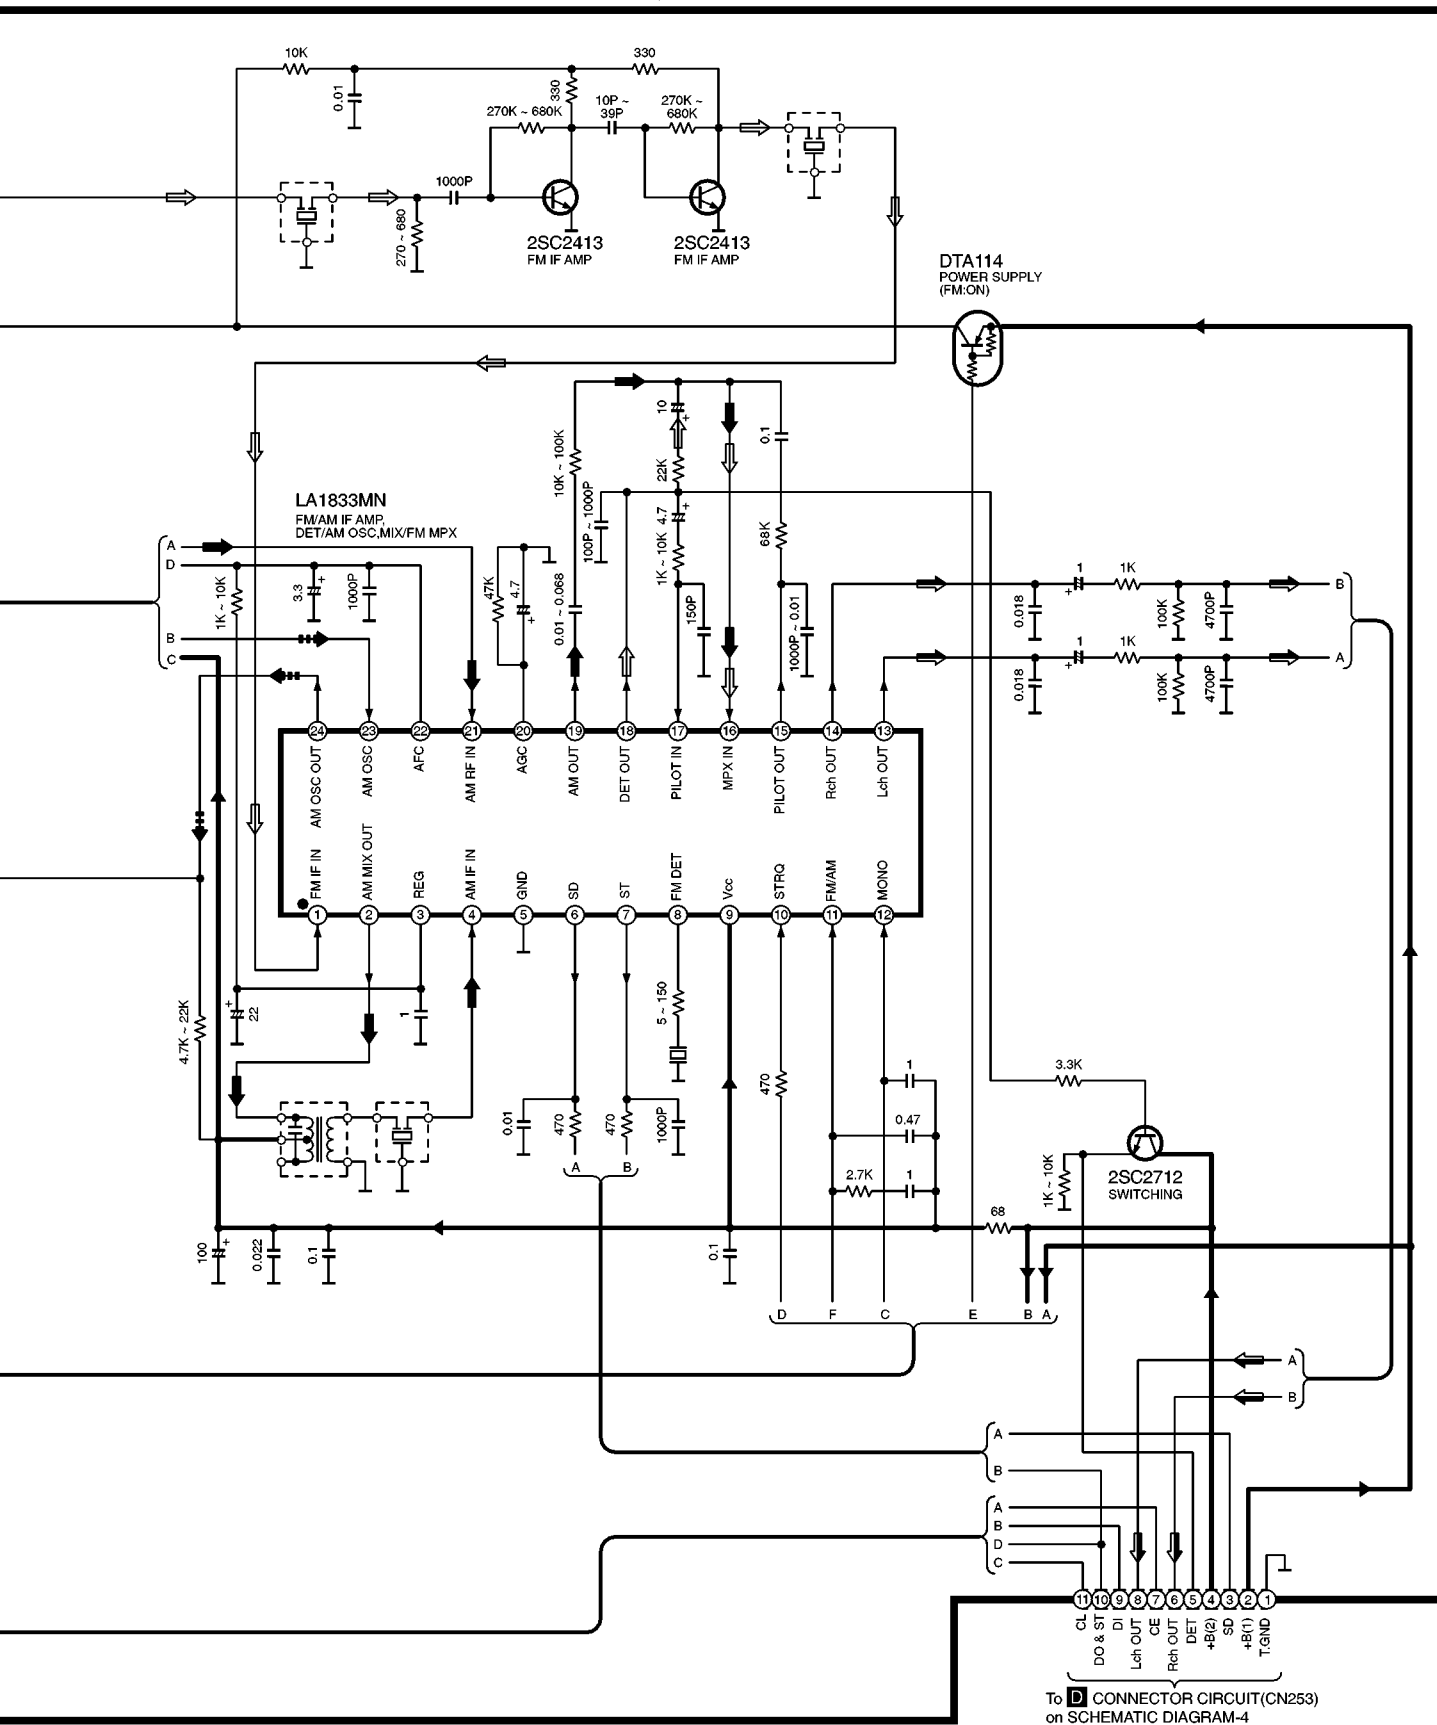 10K
330
0.01
330
270K ~ 680K
10P ~
39P
270K ~
680K
1000P
270 ~ 680
2SC2413
FM IF AMP
2SC2413
FM IF AMP
DTA114
POWER SUPPLY
(FM:ON)
LA1833MN
FM/AM IF AMP,
DET/AM OSC,MIX/FM MPX
10
0.1
10K ~ 100K
22K
100P ~ 1000P
4.7
68K
A
D
B
C
1K ~ 10K
3.3
1000P
47K
4.7
0.01 ~ 0.068
1K ~ 10K
150P
1000P ~ 0.01
1
1K
B
0.018
100K
4700P
1
1K
A
0.018
100K
4700P
24 23 22 21 20 19 18 17 16 15 14 13
AM OSC OUT
AM OSC
AFC
AM RF IN
AGC
AM OUT
DET OUT
PILOT IN
MPX IN
PILOT OUT
Rch OUT
Lch OUT
FM IF IN
AM MIX OUT
REG
AM IF IN
GND
SD
ST
FM DET
Vcc
STRQ
FM/AM
MONO
1 2 3 4 5 6 7 8 9 10 11 12
4.7K ~ 22K
22
1
5 ~ 150
470
1
0.47
2.7K
1
3.3K
0.01
470
470
1000P
A B
1K ~ 10K
2SC2712
SWITCHING
68
100
0.022
0.1
0.1
D F C E B A
A
B
A
B
A
B
D
C
11 10 9 8 7 6 5 4 3 2 1
CL
DO & ST
DI
Lch OUT
CE
Rch OUT
DET
+B(2)
SD
+B(1)
T.GND
To D CONNECTOR CIRCUIT(CN253)
on SCHEMATIC DIAGRAM-4